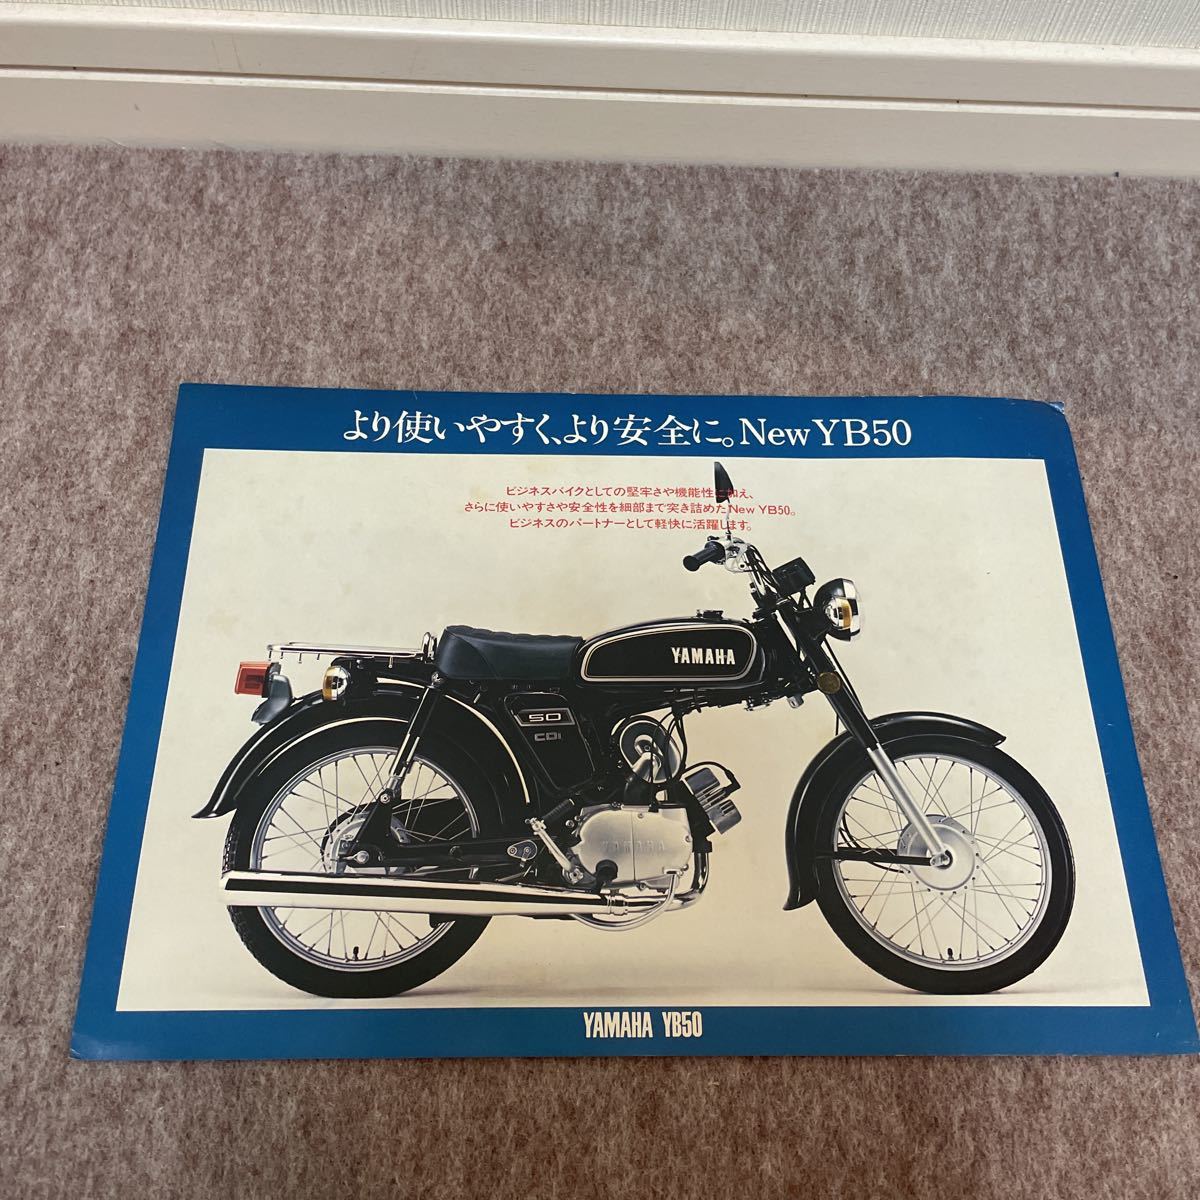 より使いやすく、より安全に。New YB50
ビジネスバイクとしての堅牢さや機能性に加え、
さらに使いやすさや安全性を細部まで突き詰めたNew YB50。
ビジネスのパートナーとして軽快に活躍します。
YAMAHA
50
CDI
YAMAHA
YAMAHA YB50